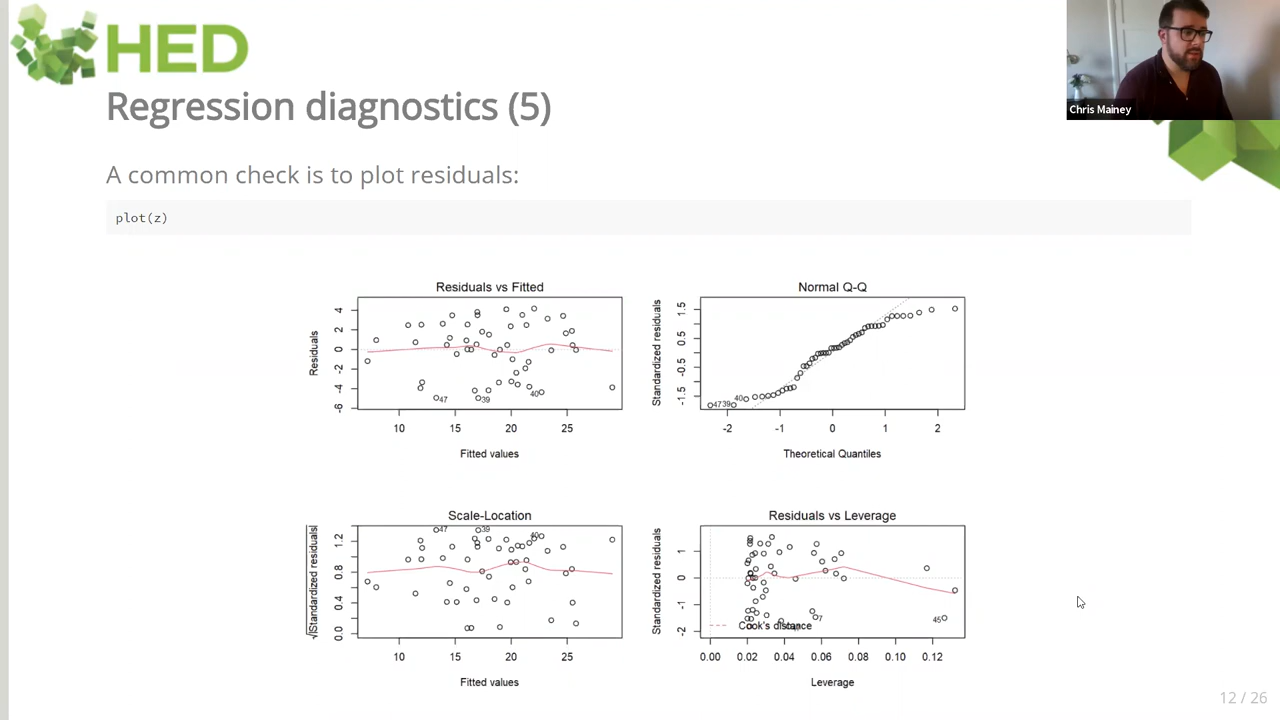 HED
Chris Mainey
Regression diagnostics (5)
A common check is to plot residuals:
plot(z)
Residuals vs Fitted
Residuals
4
2
0
-2
-4
-6
47
39
40
10 15 20 25
Fitted values
Normal Q-Q
Standardized residuals
1.5
0.5
-0.5
-1.5
4739
40
-2 -1 0 1 2
Theoretical Quantiles
Scale-Location
√|Standardized residuals|
1.2
0.8
0.4
0.0
47
39
40
10 15 20 25
Fitted values
Residuals vs Leverage
Standardized residuals
1
0
-1
-2
7
45
Cook's distance
0.00 0.02 0.04 0.06 0.08 0.10 0.12
Leverage
12 / 26